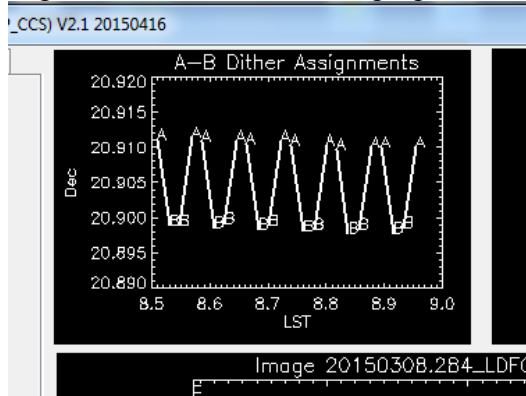 P_CCS) V2.1 20150416
A-B Dither Assignments
20.920
20.915
20.910
20.905
20.900
20.895
20.890
Dec
A A A A A A A A A A A A
B B B B B B B B B B B B
8.5 8.6 8.7 8.8 8.9 9.0
LST
Image 20150308.284_LDF